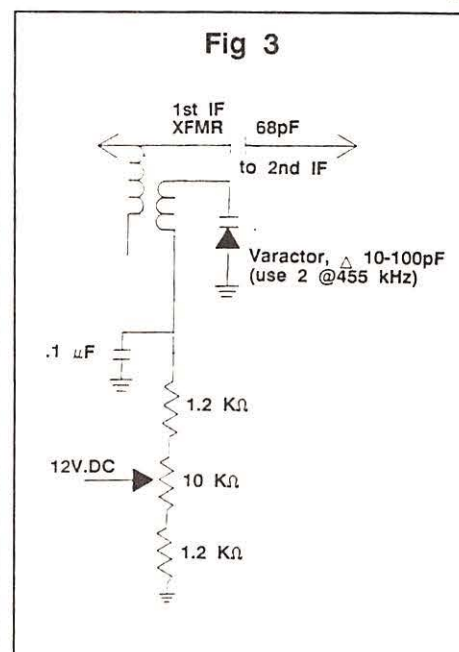 Fig 3
1st IF
XFMR
68pF
to 2nd IF
Varactor, △ 10-100pF
(use 2 @455 kHz)
.1 μF
1.2 KΩ
12V.DC
10 KΩ
1.2 KΩ